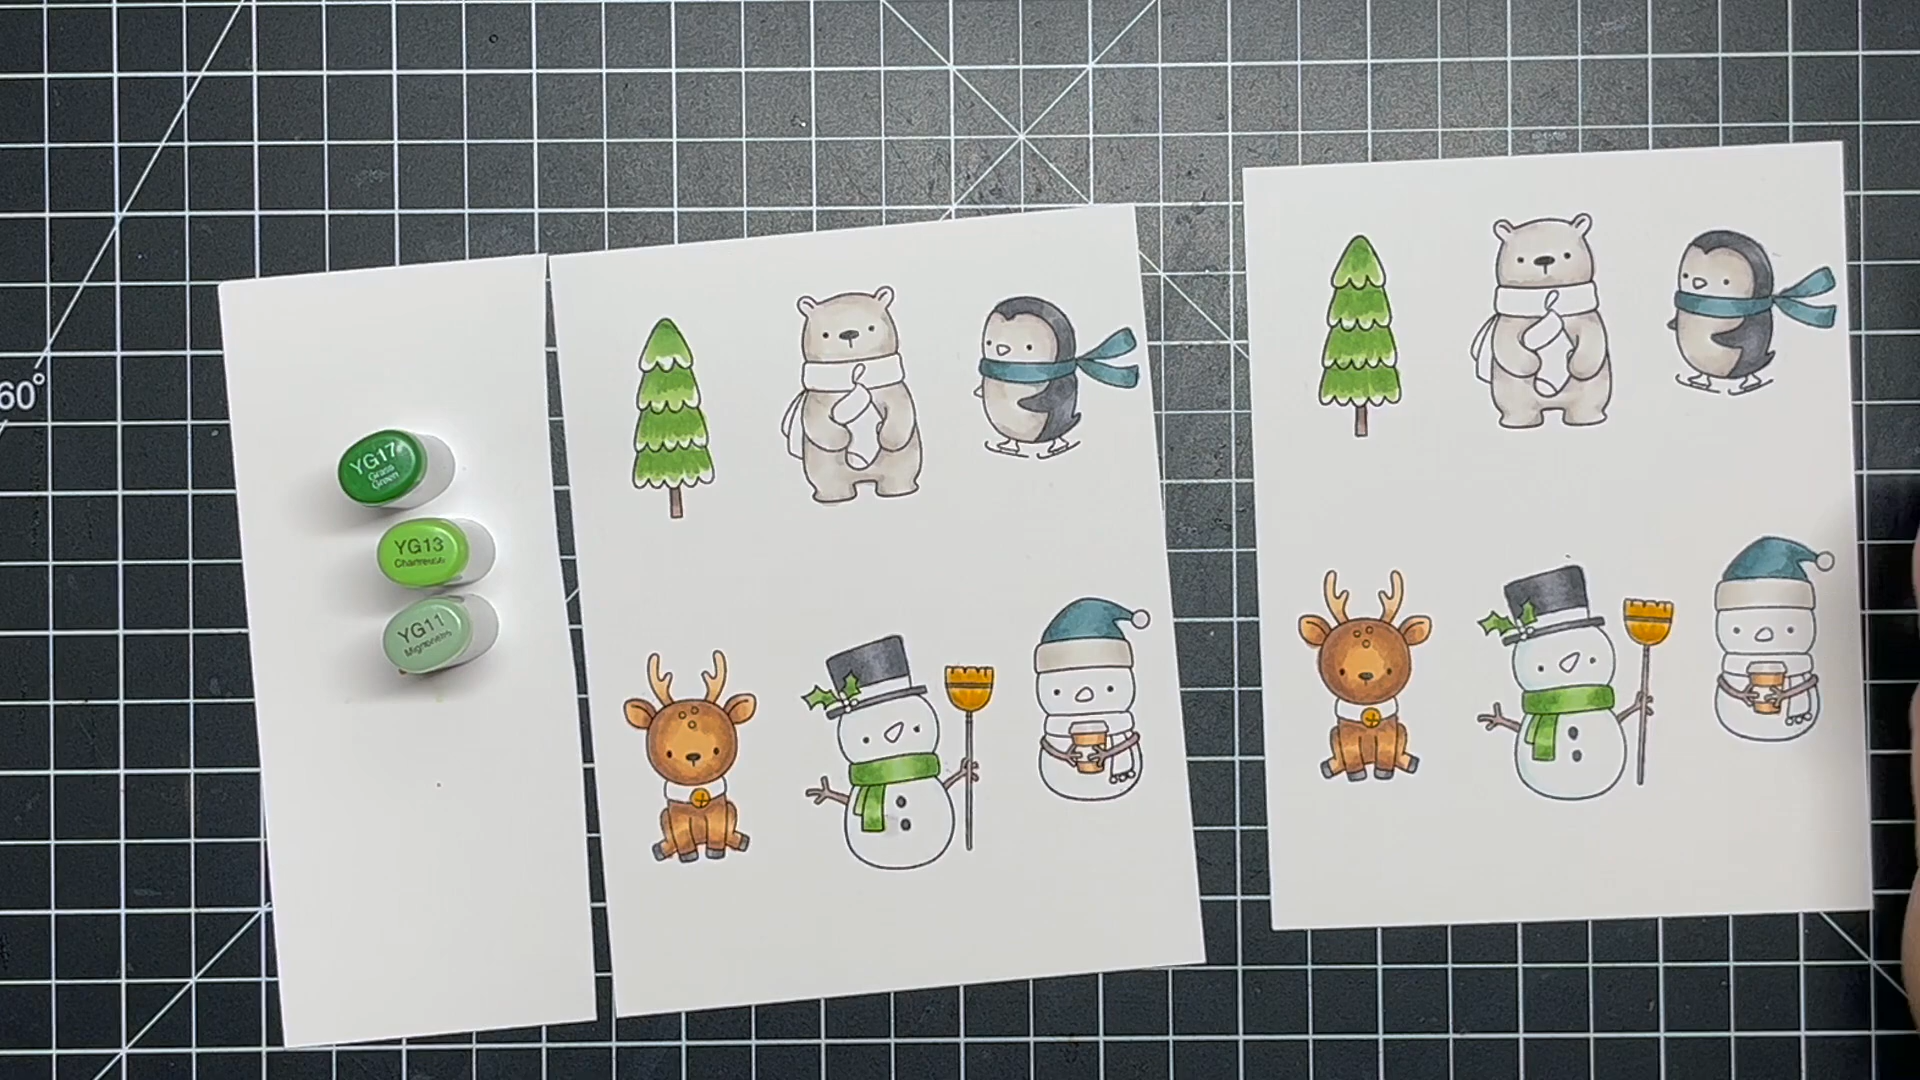 60°
YG17
Grass
Green
YG13
Chartreuse
YG11
Mignonette